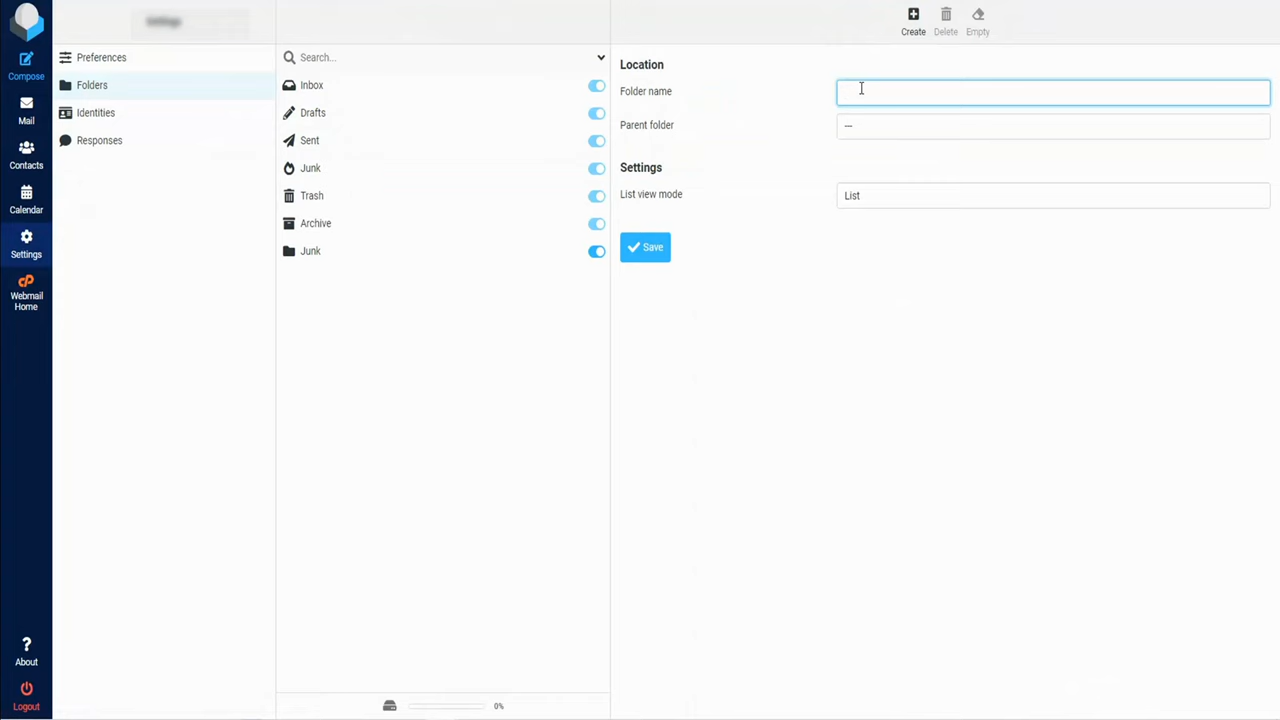 Settings
Compose
Mail
Contacts
Calendar
Settings
Webmail
Home
About
Logout
Preferences
Folders
Identities
Responses
Search...
Inbox
Drafts
Sent
Junk
Trash
Archive
Junk
0%
Create
Delete
Empty
Location
Folder name
Parent folder
---
Settings
List view mode
List
Save